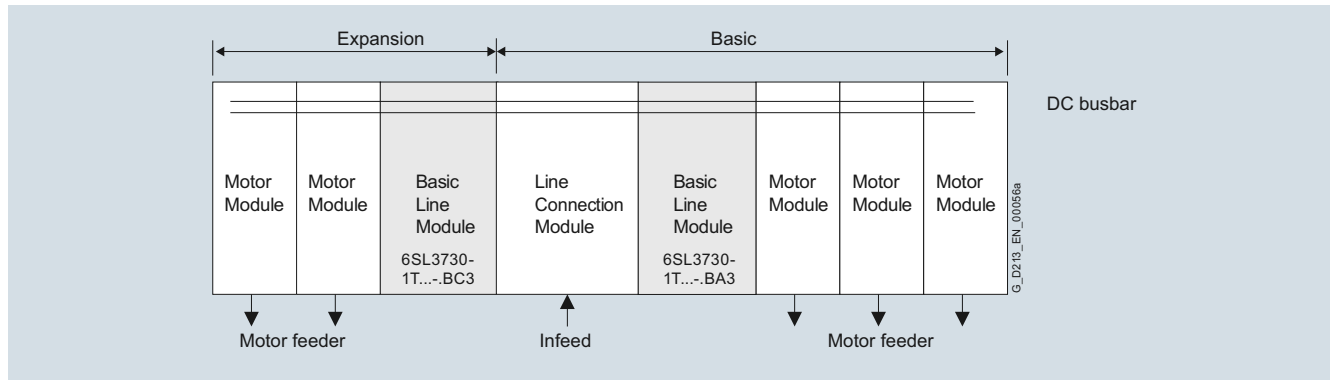 Expansion
Basic
DC busbar
Motor
Module
Motor
Module
Basic
Line
Module
6SL3730-
1T...-.BC3
Line
Connection
Module
Basic
Line
Module
6SL3730-
1T...-.BA3
Motor
Module
Motor
Module
Motor
Module
G_D213_EN_00056a
Motor feeder
Infeed
Motor feeder